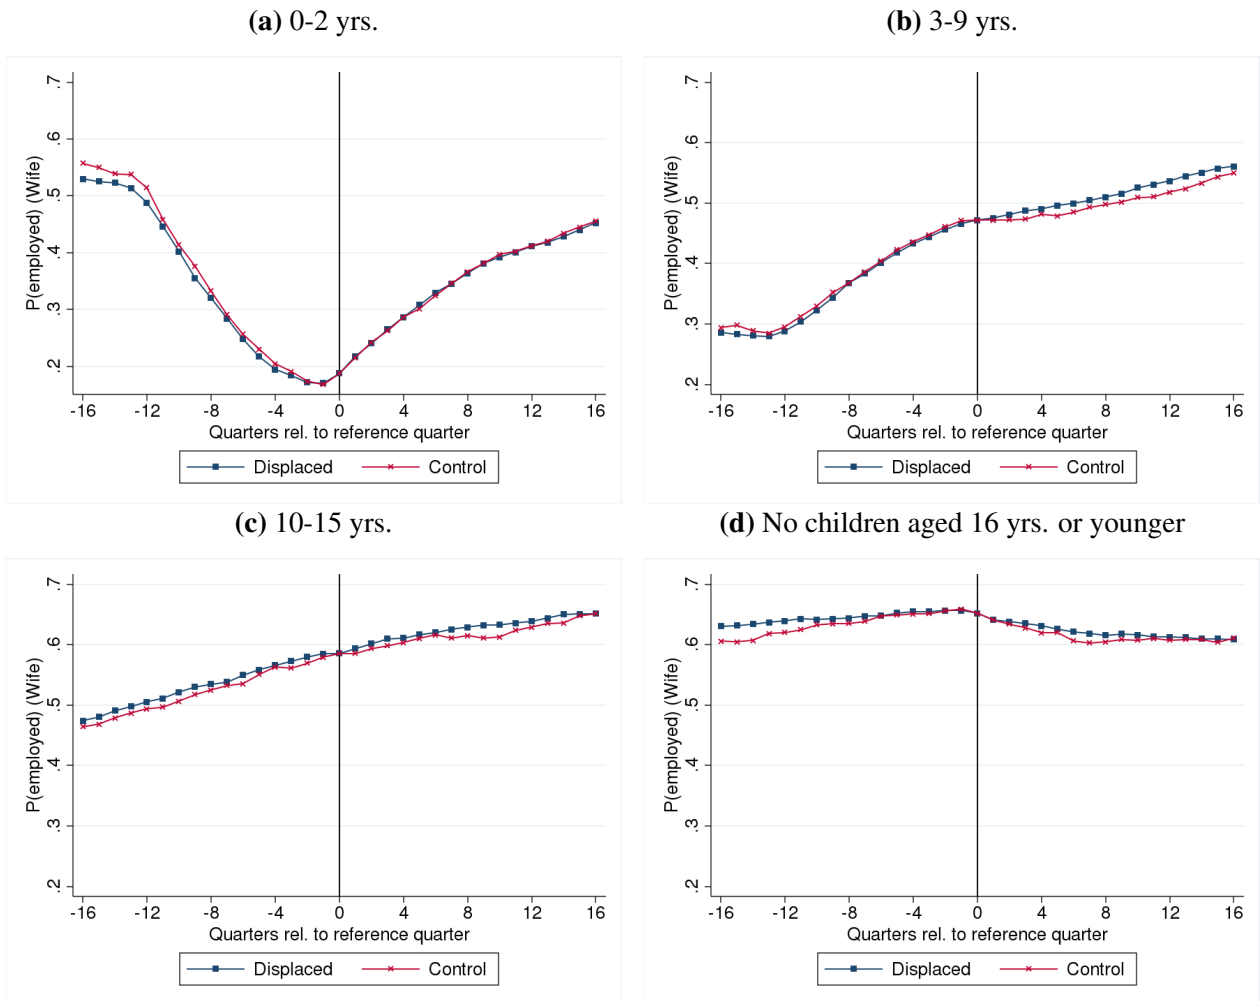 (a) 0-2 yrs.
P(employed) (Wife)
.7
.6
.5
.4
.3
.2
-16 -12 -8 -4 0 4 8 12 16
Quarters rel. to reference quarter
Displaced Control
(b) 3-9 yrs.
P(employed) (Wife)
.7
.6
.5
.4
.3
.2
-16 -12 -8 -4 0 4 8 12 16
Quarters rel. to reference quarter
Displaced Control
(c) 10-15 yrs.
P(employed) (Wife)
.7
.6
.5
.4
.3
.2
-16 -12 -8 -4 0 4 8 12 16
Quarters rel. to reference quarter
Displaced Control
(d) No children aged 16 yrs. or younger
P(employed) (Wife)
.7
.6
.5
.4
.3
.2
-16 -12 -8 -4 0 4 8 12 16
Quarters rel. to reference quarter
Displaced Control